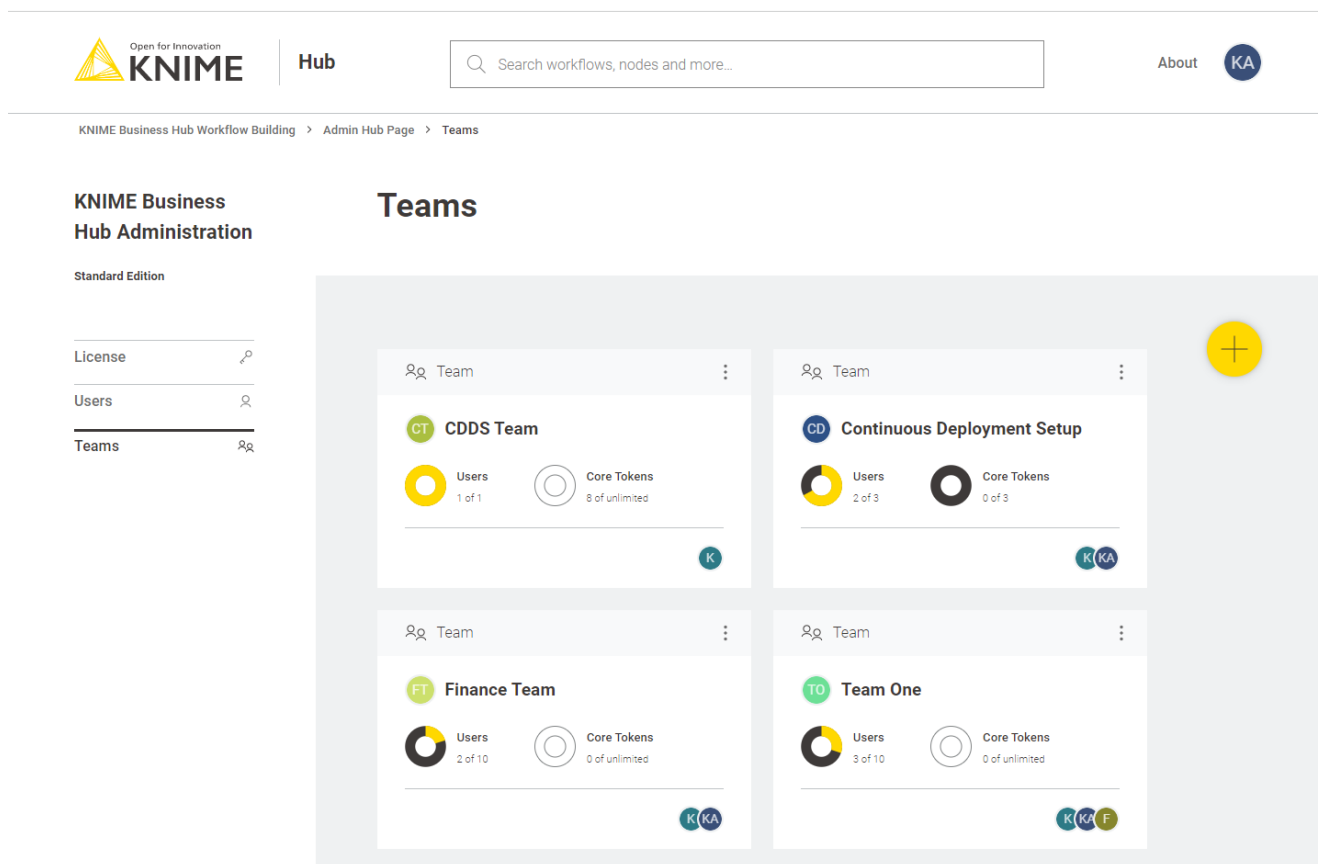 Open for Innovation
KNIME
Hub
Search workflows, nodes and more...
About
KA
KNIME Business Hub Workflow Building > Admin Hub Page > Teams
KNIME Business
Hub Administration
Standard Edition
License
Users
Teams
Teams
Team
CT CDDS Team
Users
1 of 1
Core Tokens
8 of unlimited
K
Team
CD Continuous Deployment Setup
Users
2 of 3
Core Tokens
0 of 3
K KA
Team
FT Finance Team
Users
2 of 10
Core Tokens
0 of unlimited
K KA
Team
TO Team One
Users
3 of 10
Core Tokens
0 of unlimited
K KA F